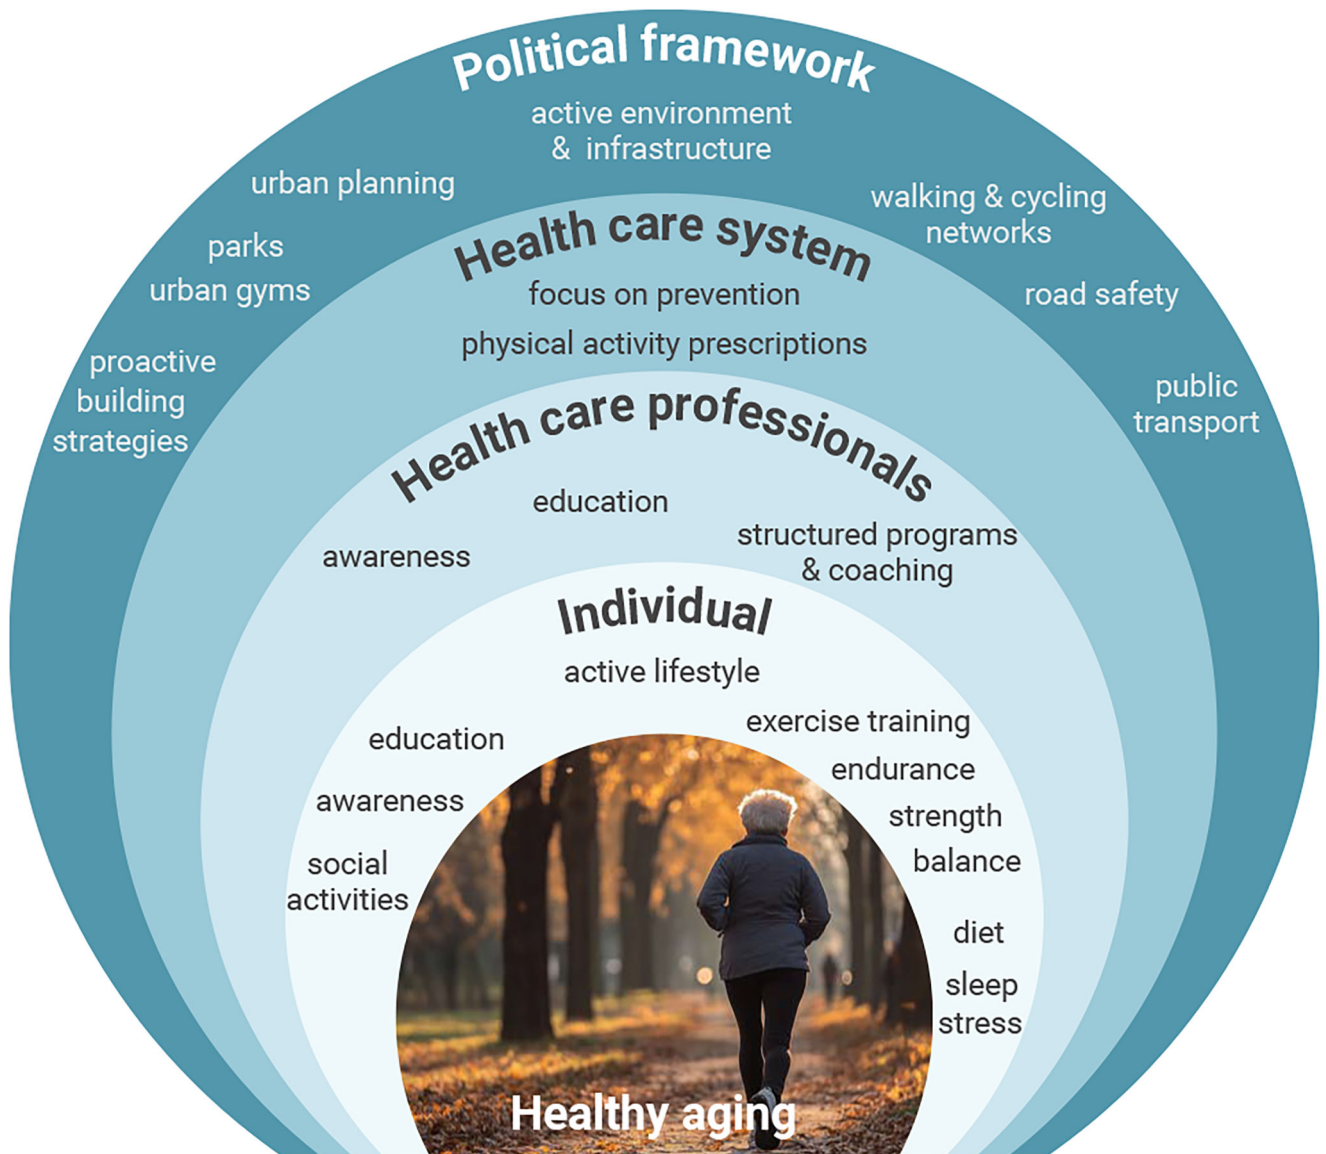 Political framework
active environment
& infrastructure
urban planning
walking & cycling
networks
parks
urban gyms
road safety
proactive
building
strategies
public
transport
Health care system
focus on prevention
physical activity prescriptions
Health care professionals
education
awareness
structured programs
& coaching
Individual
active lifestyle
education
awareness
social
activities
exercise training
endurance
strength
balance
diet
sleep
stress
Healthy aging